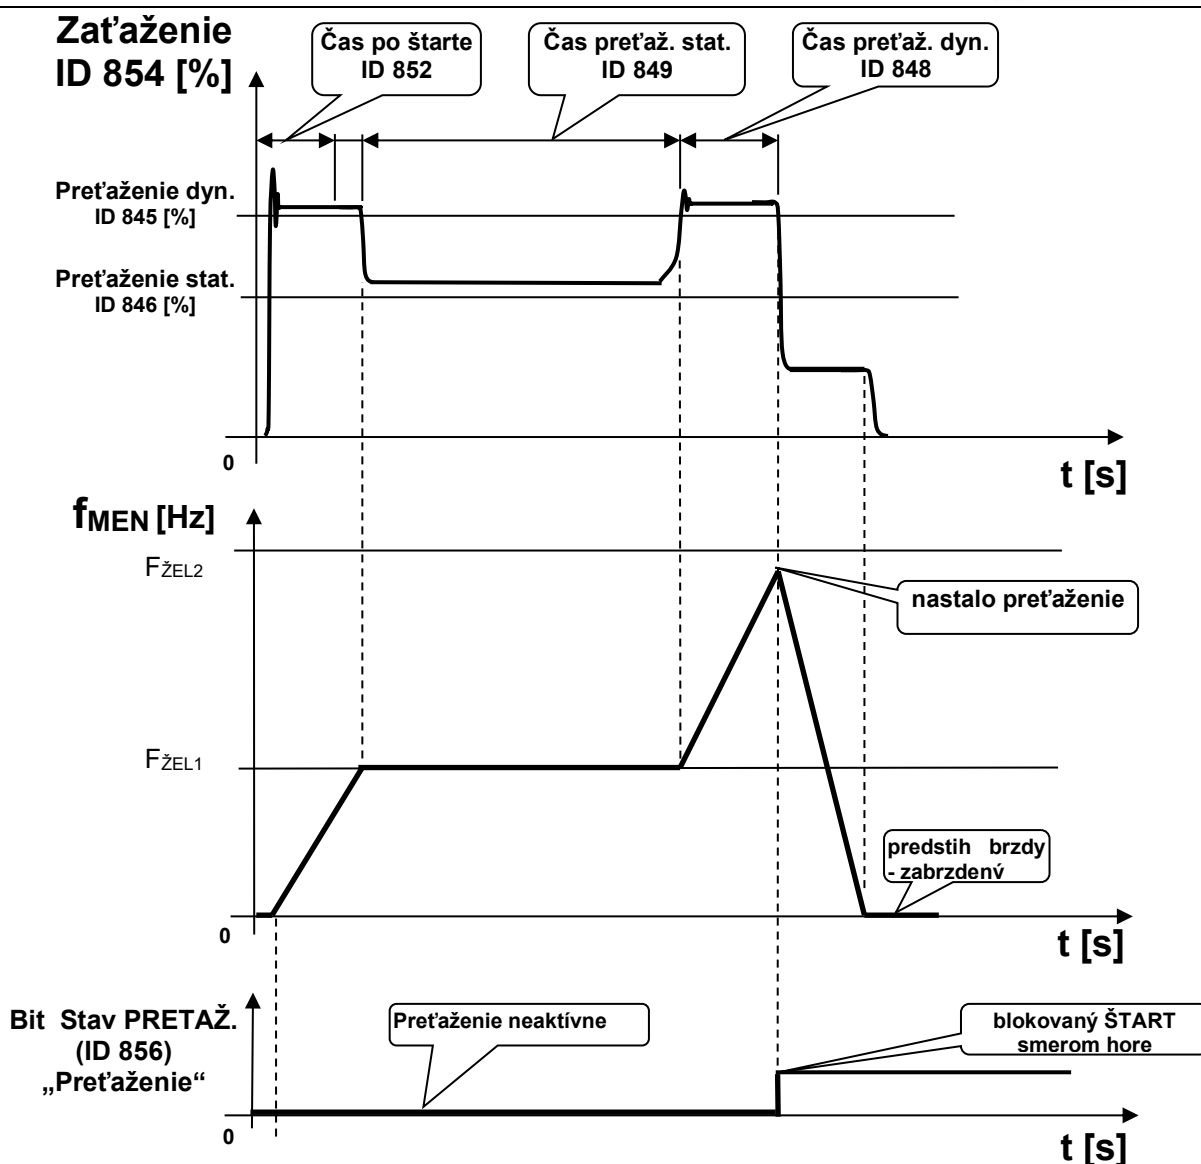 Zaťaženie
ID 854 [%]
Čas po štarte
ID 852
Čas preťaž. stat.
ID 849
Čas preťaž. dyn.
ID 848
Preťaženie dyn.
ID 845 [%]
Preťaženie stat.
ID 846 [%]
0
t [s]
fMEN [Hz]
FŽEL2
nastalo preťaženie
FŽEL1
predstih brzdy
- zabrzdený
0
t [s]
Bit Stav PRETAŽ.
(ID 856)
„Preťaženie“
Preťaženie neaktívne
blokovaný ŠTART
smerom hore
0
t [s]